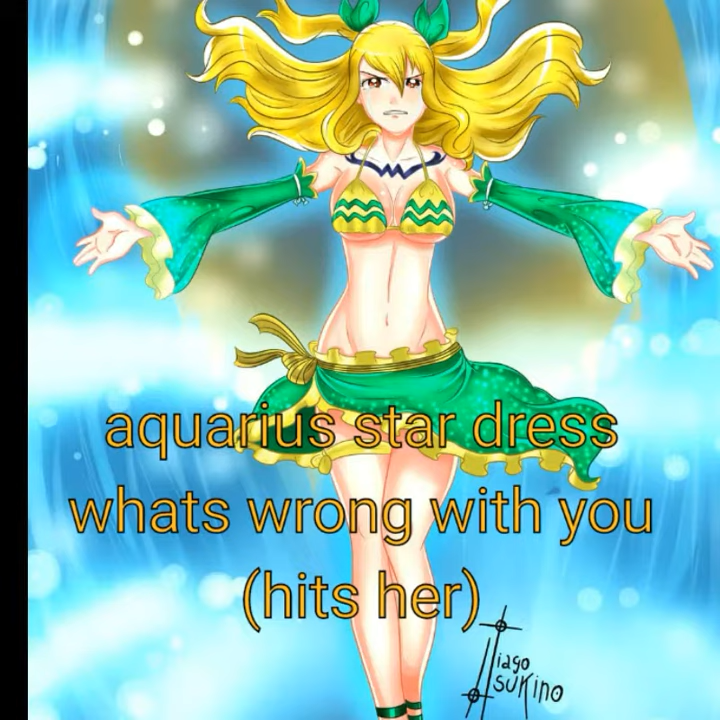 aquarius star dress
whats wrong with you
(hits her)
iago
sukino